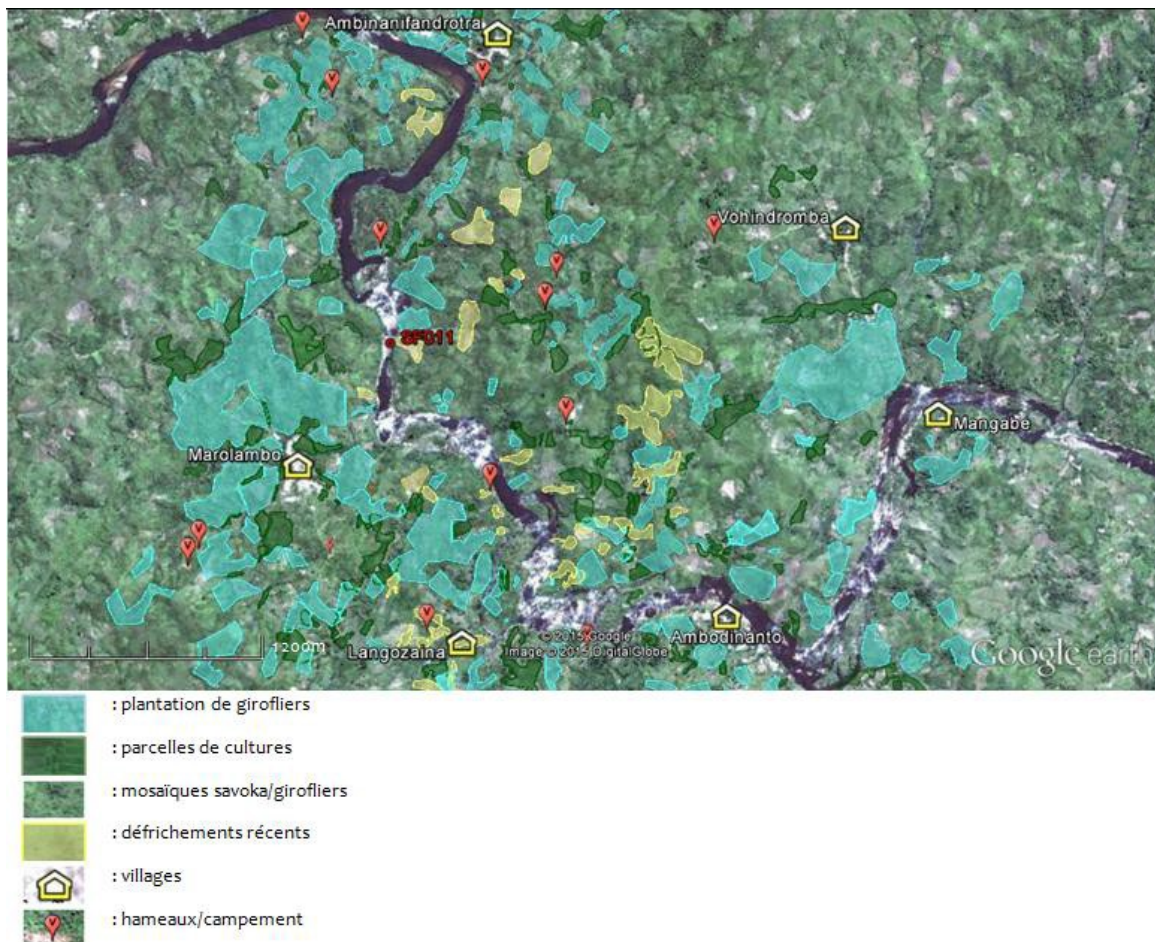 Ambinanifandrotra
V
V
V
V
Vohindromba
V
V
V
SF011
V
Mangabe
Marolambo
V
V
V
V
Ambodinanto
Langozaina
1200m
© 2015 Google
Image © 2015 DigitalGlobe
Google earth
: plantation de girofliers
: parcelles de cultures
: mosaïques savoka/girofliers
: défrichements récents
: villages
V
: hameaux/campement